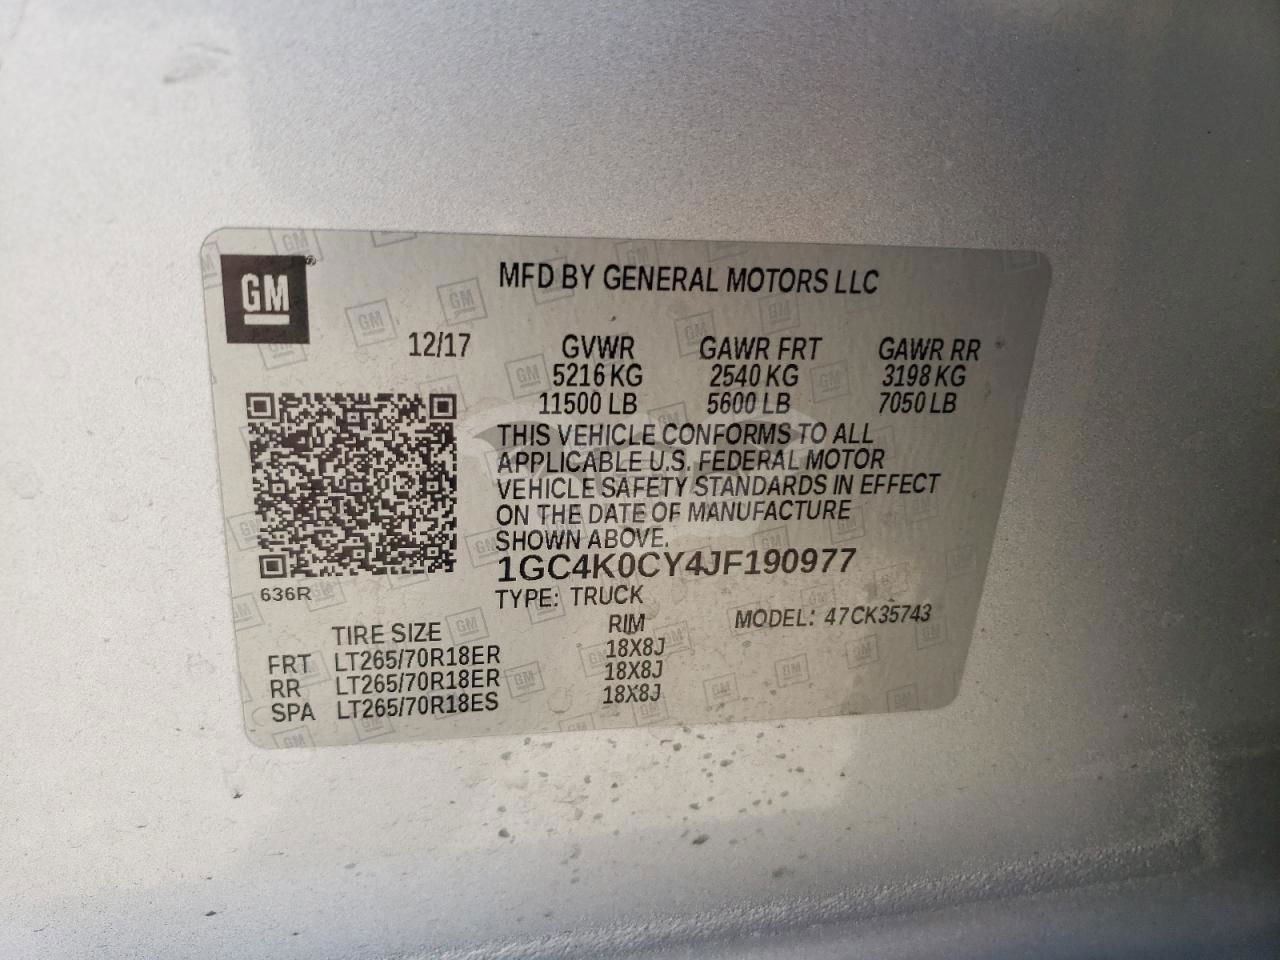 GM
MFD BY GENERAL MOTORS LLC
12/17 GVWR GAWR FRT GAWR RR
5216 KG 2540 KG 3198 KG
11500 LB 5600 LB 7050 LB
THIS VEHICLE CONFORMS TO ALL
APPLICABLE U.S. FEDERAL MOTOR
VEHICLE SAFETY STANDARDS IN EFFECT
ON THE DATE OF MANUFACTURE
SHOWN ABOVE.
1GC4K0CY4JF190977
636R
TYPE: TRUCK
MODEL: 47CK35743
TIRE SIZE RIM
FRT LT265/70R18ER 18X8J
RR LT265/70R18ER 18X8J
SPA LT265/70R18ES 18X8J